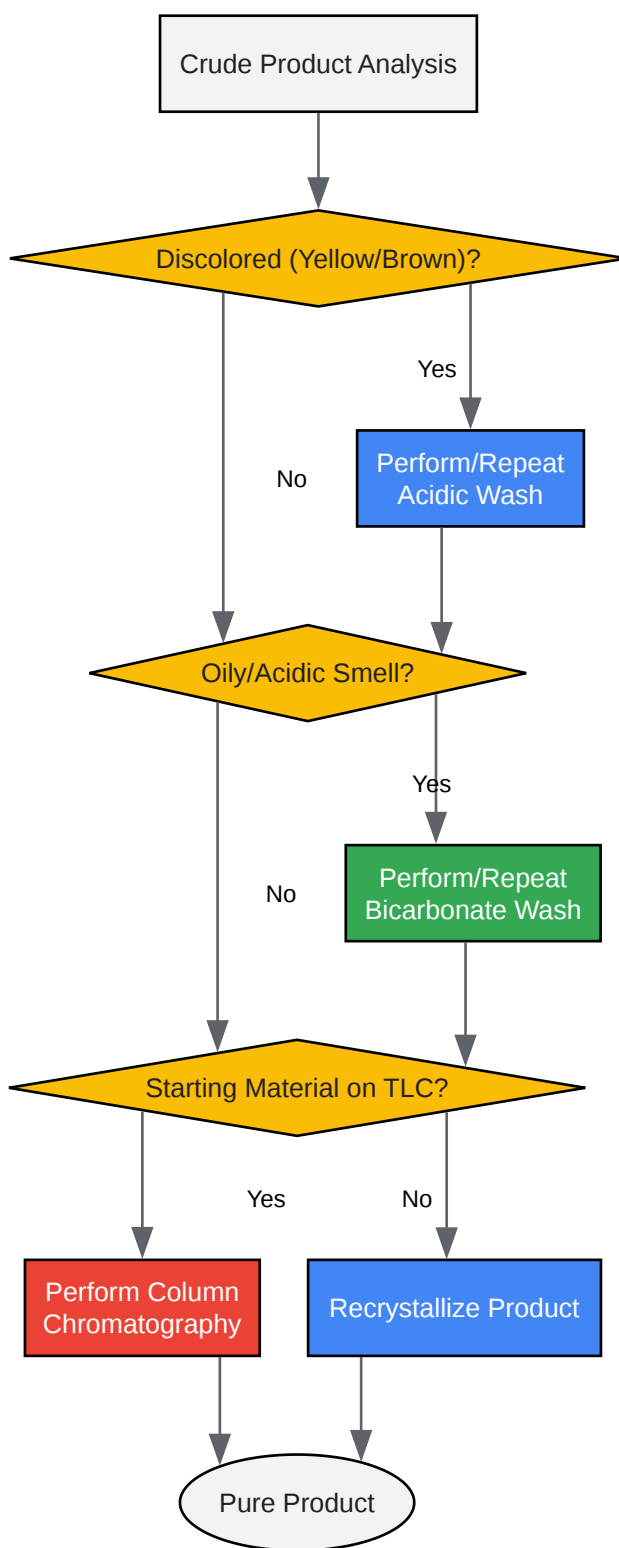 Crude Product Analysis
Discolored (Yellow/Brown)?
Yes
Perform/Repeat
Acidic Wash
No
Oily/Acidic Smell?
Yes
Perform/Repeat
Bicarbonate Wash
No
Starting Material on TLC?
Yes
No
Perform Column
Chromatography
Recrystallize Product
Pure Product